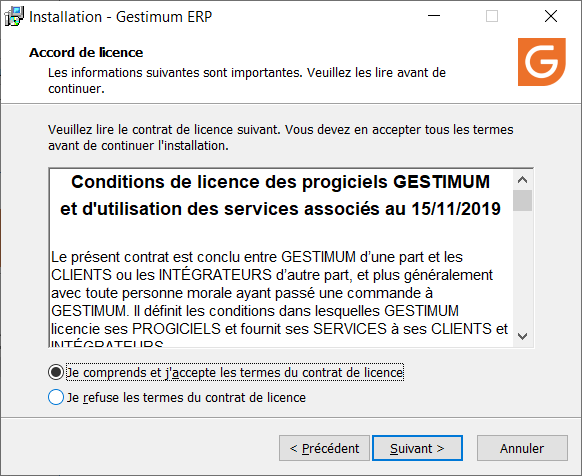 Installation - Gestimum ERP
Accord de licence
Les informations suivantes sont importantes. Veuillez les lire avant de
continuer.
G
Veuillez lire le contrat de licence suivant. Vous devez en accepter tous les termes
avant de continuer l'installation.
Conditions de licence des progiciels GESTIMUM
et d'utilisation des services associés au 15/11/2019
Le présent contrat est conclu entre GESTIMUM d'une part et les
CLIENTS ou les INTÉGRATEURS d'autre part, et plus généralement
avec toute personne morale ayant passé une commande à
GESTIMUM. Il définit les conditions dans lesquelles GESTIMUM
licencie ses PROGICIELS et fournit ses SERVICES à ses CLIENTS et
INTÉGRATEURS.
Je comprends et j'accepte les termes du contrat de licence
Je refuse les termes du contrat de licence
< Précédent
Suivant >
Annuler